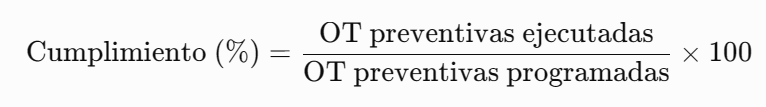 Cumplimiento (%) = OT preventivas ejecutadas / OT preventivas programadas × 100